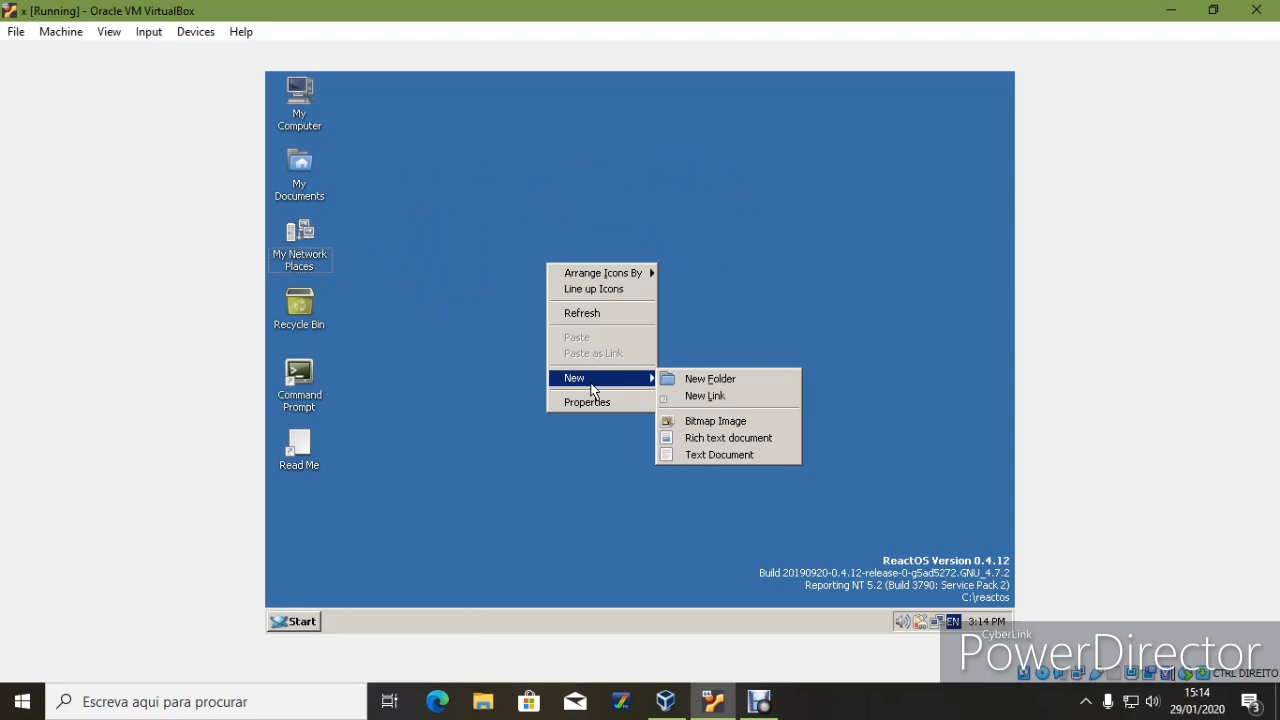 x [Running] - Oracle VM VirtualBox
File Machine View Input Devices Help
My
Computer
My
Documents
My Network
Places
Recycle Bin
Command
Prompt
Read Me
Arrange Icons By
Line up Icons
Refresh
Paste
Paste as Link
New
Properties
New Folder
New Link
Bitmap Image
Rich text document
Text Document
ReactOS Version 0.4.12
Build 20190920-0.4.12-release-0-g5ad5272.GNU_4.7.2
Reporting NT 5.2 (Build 3790: Service Pack 2)
C:\reactos
Start
EN
3:14 PM
CyberLink
PowerDirector
CTRL DIREITO
Escreva aqui para procurar
15:14
29/01/2020
3